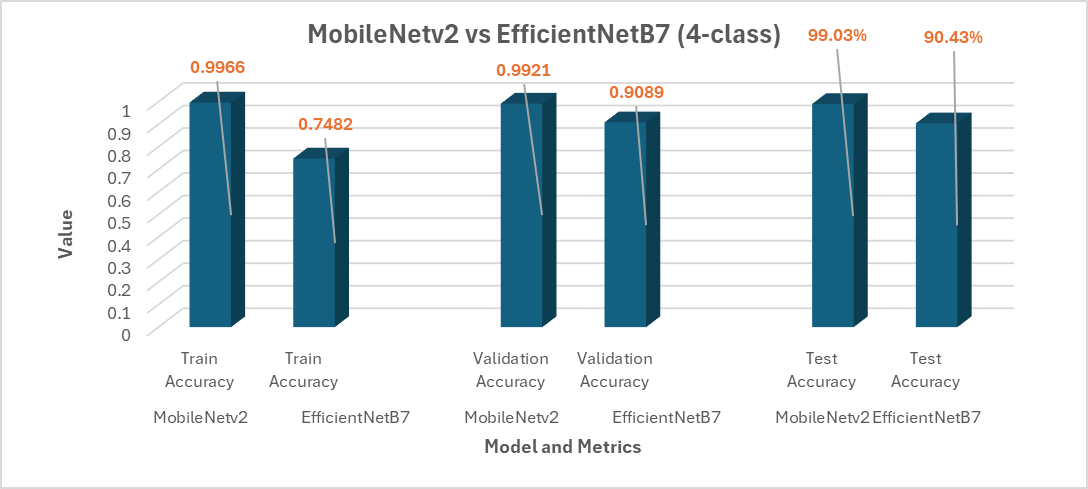 MobileNetv2 vs EfficientNetB7 (4-class)
99.03%
90.43%
0.9966
0.9921
0.9089
0.7482
1
0.9
0.8
0.7
0.6
0.5
0.4
0.3
0.2
0.1
0
Value
Train Accuracy
Train Accuracy
Validation Accuracy
Validation Accuracy
Test Accuracy
Test Accuracy
MobileNetv2
EfficientNetB7
MobileNetv2
EfficientNetB7
MobileNetv2
EfficientNetB7
Model and Metrics